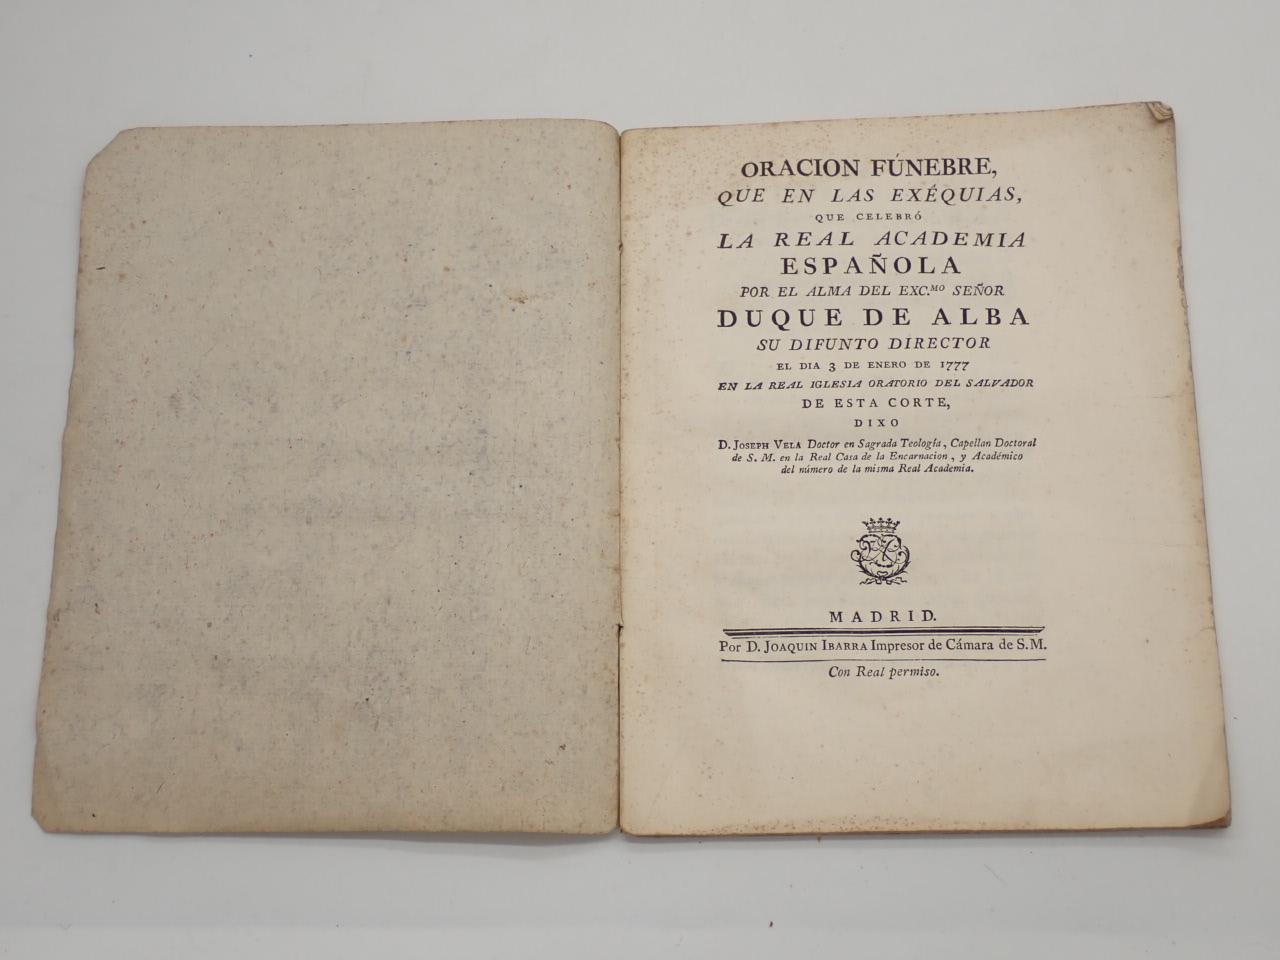 ORACION FÚNEBRE,
QUE EN LAS EXÉQUIAS,
QUE CELEBRÓ
LA REAL ACADEMIA
ESPAÑOLA
POR EL ALMA DEL EXC.MO SEÑOR
DUQUE DE ALBA
SU DIFUNTO DIRECTOR
EL DIA 3 DE ENERO DE 1777
EN LA REAL IGLESIA ORATORIO DEL SALVADOR
DE ESTA CORTE,
DIXO
D. JOSEPH VELA Doctor en Sagrada Teología, Capellan Doctoral
de S. M. en la Real Casa de la Encarnacion, y Académico
del número de la misma Real Academia.
MADRID.
Por D. JOAQUIN IBARRA Impresor de Cámara de S.M.
Con Real permiso.